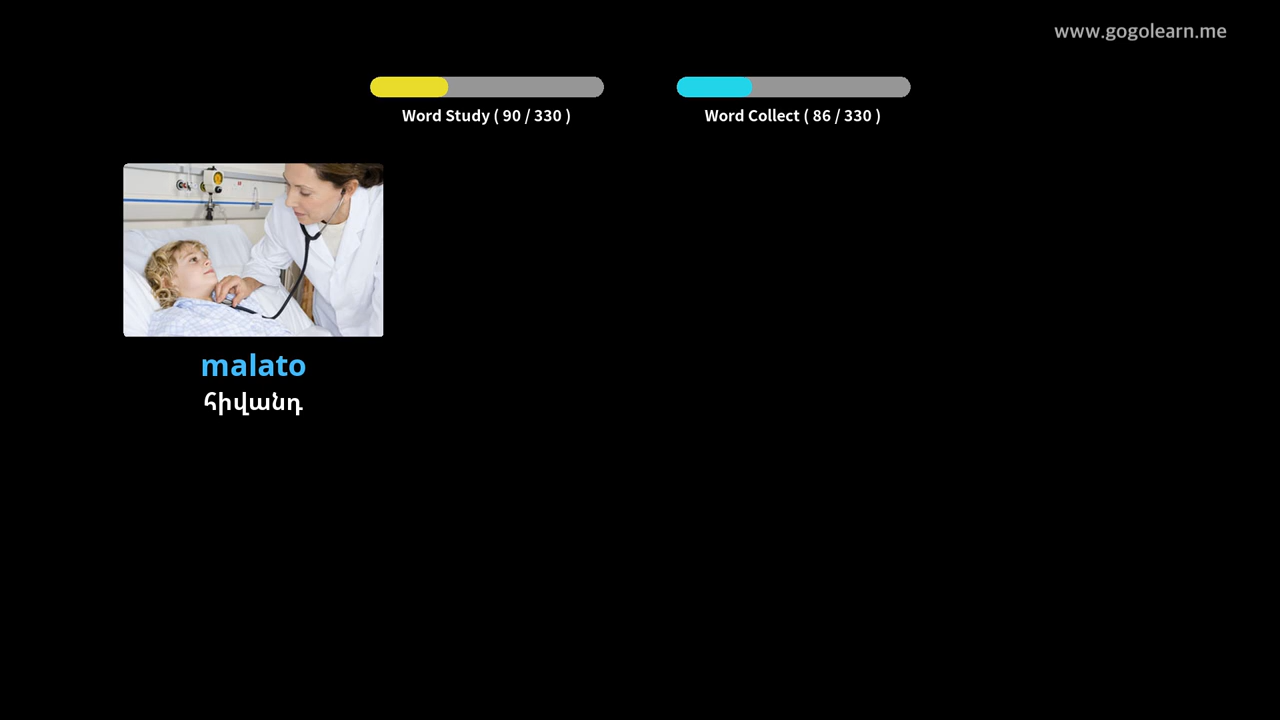 www.gogolearn.me
Word Study ( 90 / 330 )
Word Collect ( 86 / 330 )
malato
հիվանդ